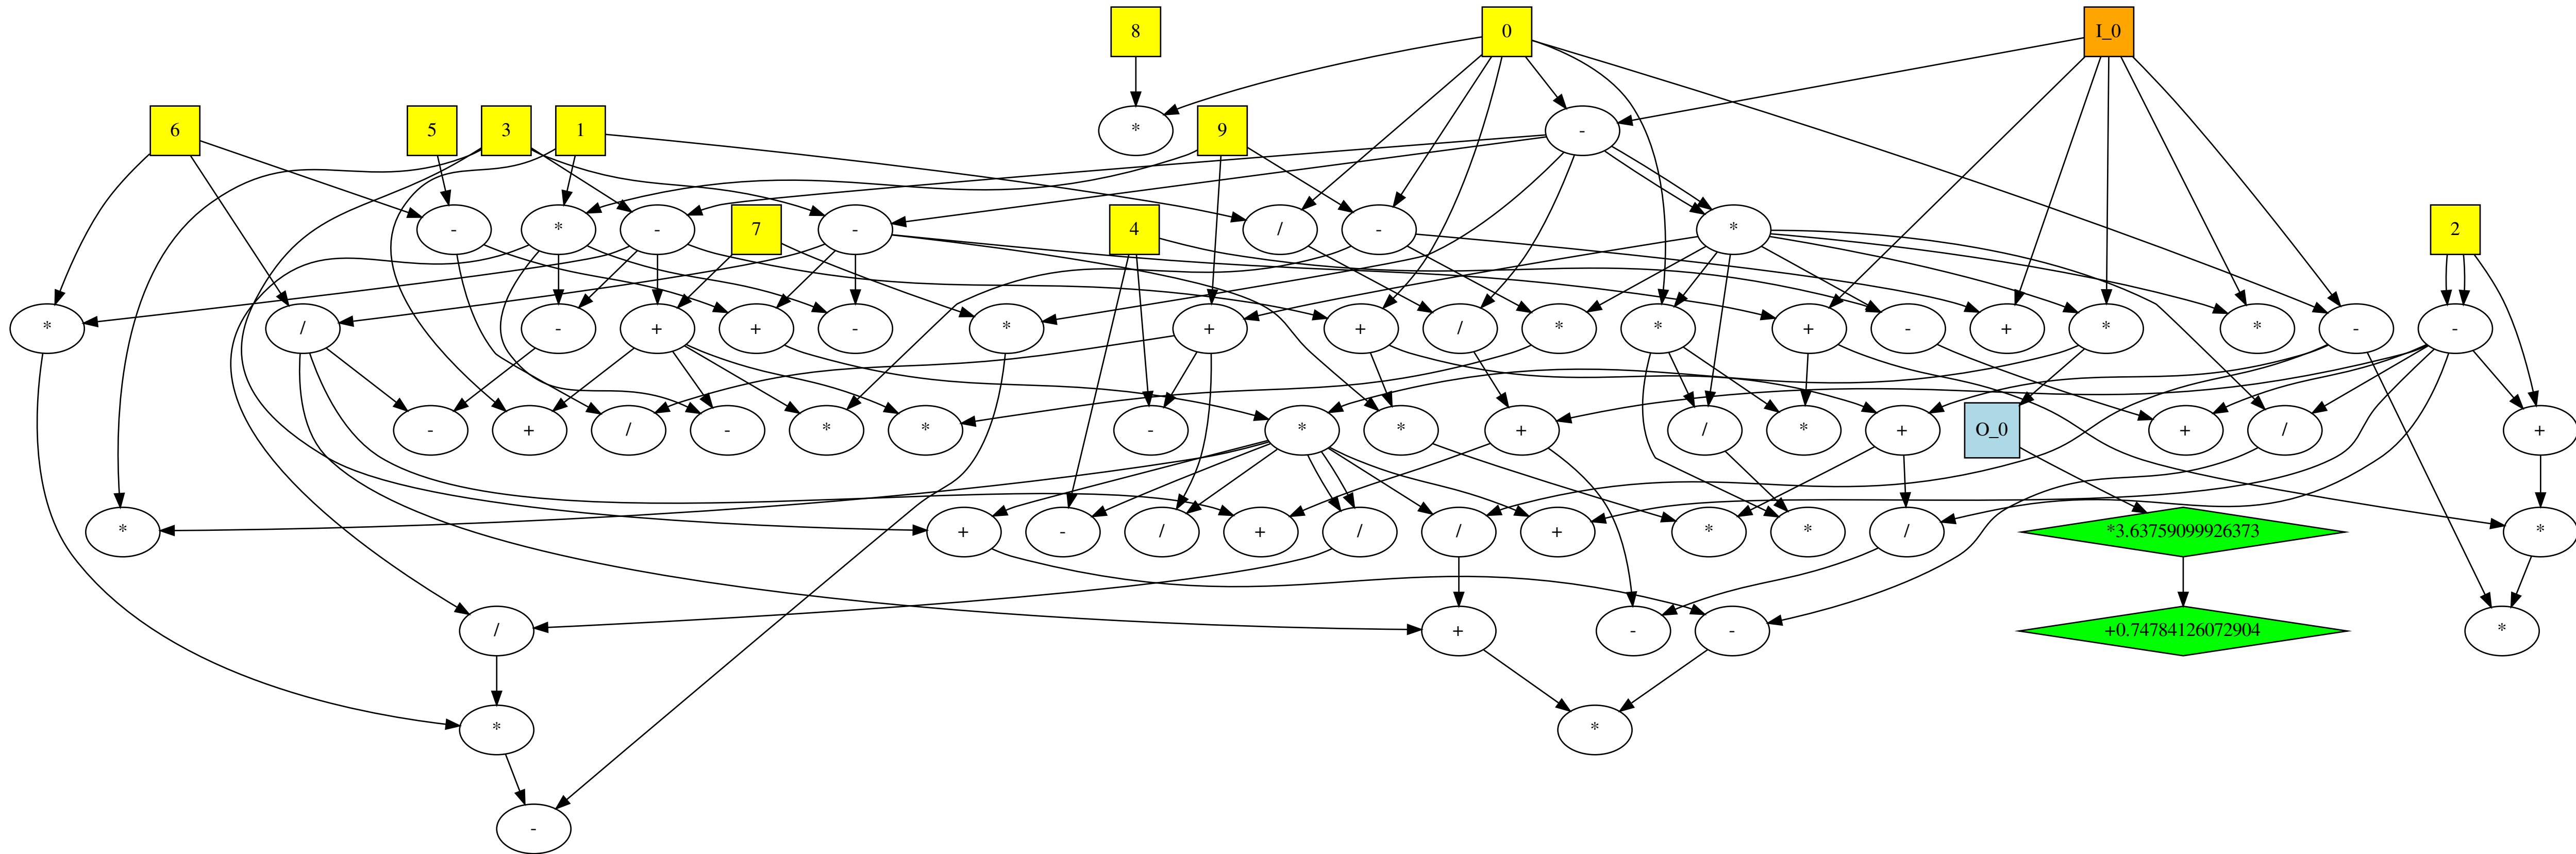 8 0 I_0
6 5 3 1 * 9 -
- * - 7 - 4 / - * 2
* / - + + - * + + / * * + - + * * - -
- + / - * * - * * + / * + O_0 + / +
* + - / + / / + * * / *3.63759099926373 *
/ + - - +0.74784126072904 *
* *
-